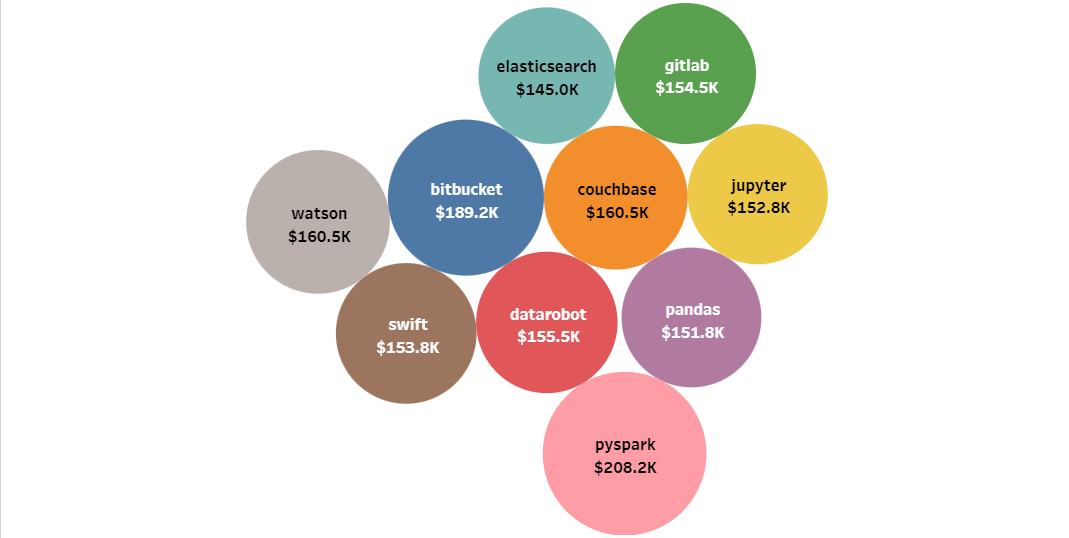 elasticsearch
$145.0K
gitlab
$154.5K
bitbucket
$189.2K
couchbase
$160.5K
jupyter
$152.8K
watson
$160.5K
swift
$153.8K
datarobot
$155.5K
pandas
$151.8K
pyspark
$208.2K